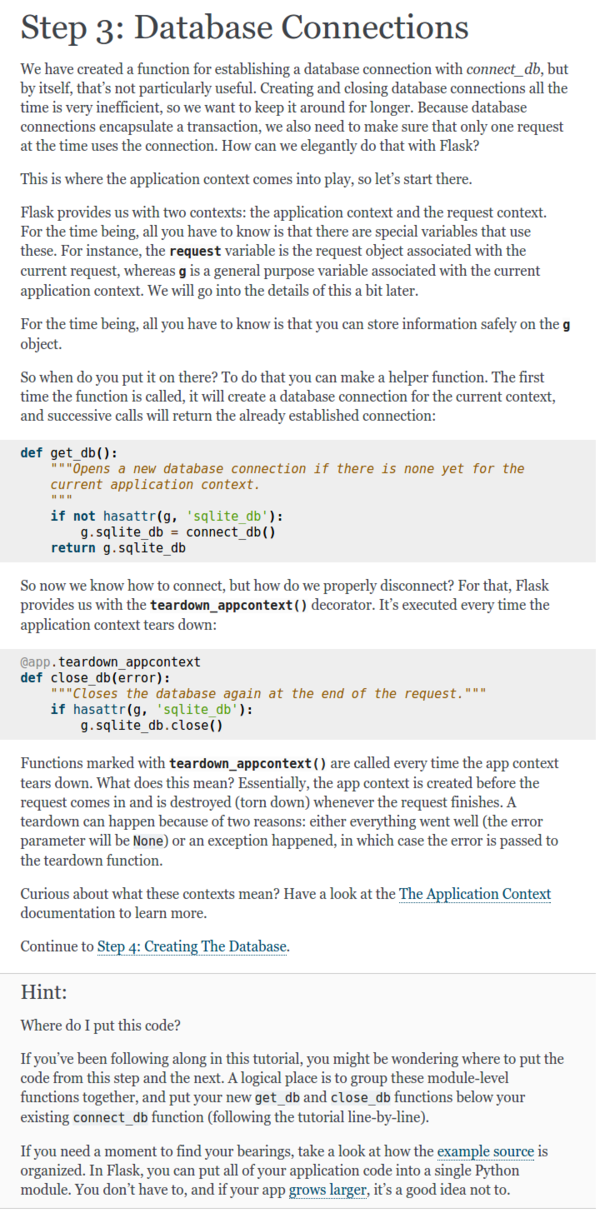 Step 3: Database Connections
We have created a function for establishing a database connection with connect_db, but
by itself, that's not particularly useful. Creating and closing database connections all the
time is very inefficient, so we want to keep it around for longer. Because database
connections encapsulate a transaction, we also need to make sure that only one request
at the time uses the connection. How can we elegantly do that with Flask?
This is where the application context comes into play, so let's start there.
Flask provides us with two contexts: the application context and the request context.
For the time being, all you have to know is that there are special variables that use
these. For instance, the request variable is the request object associated with the
current request, whereas g is a general purpose variable associated with the current
application context. We will go into the details of this a bit later.
For the time being, all you have to know is that you can store information safely on the g
object.
So when do you put it on there? To do that you can make a helper function. The first
time the function is called, it will create a database connection for the current context,
and successive calls will return the already established connection:
def get_db():
    """Opens a new database connection if there is none yet for the
    current application context.
    """
    if not hasattr(g, 'sqlite_db'):
        g.sqlite_db = connect_db()
    return g.sqlite_db
So now we know how to connect, but how do we properly disconnect? For that, Flask
provides us with the teardown_appcontext() decorator. It's executed every time the
application context tears down:
@app.teardown_appcontext
def close_db(error):
    """Closes the database again at the end of the request."""
    if hasattr(g, 'sqlite_db'):
        g.sqlite_db.close()
Functions marked with teardown_appcontext() are called every time the app context
tears down. What does this mean? Essentially, the app context is created before the
request comes in and is destroyed (torn down) whenever the request finishes. A
teardown can happen because of two reasons: either everything went well (the error
parameter will be None) or an exception happened, in which case the error is passed to
the teardown function.
Curious about what these contexts mean? Have a look at the The Application Context
documentation to learn more.
Continue to Step 4: Creating The Database.
Hint:
Where do I put this code?
If you've been following along in this tutorial, you might be wondering where to put the
code from this step and the next. A logical place is to group these module-level
functions together, and put your new get_db and close_db functions below your
existing connect_db function (following the tutorial line-by-line).
If you need a moment to find your bearings, take a look at how the example source is
organized. In Flask, you can put all of your application code into a single Python
module. You don't have to, and if your app grows larger, it's a good idea not to.